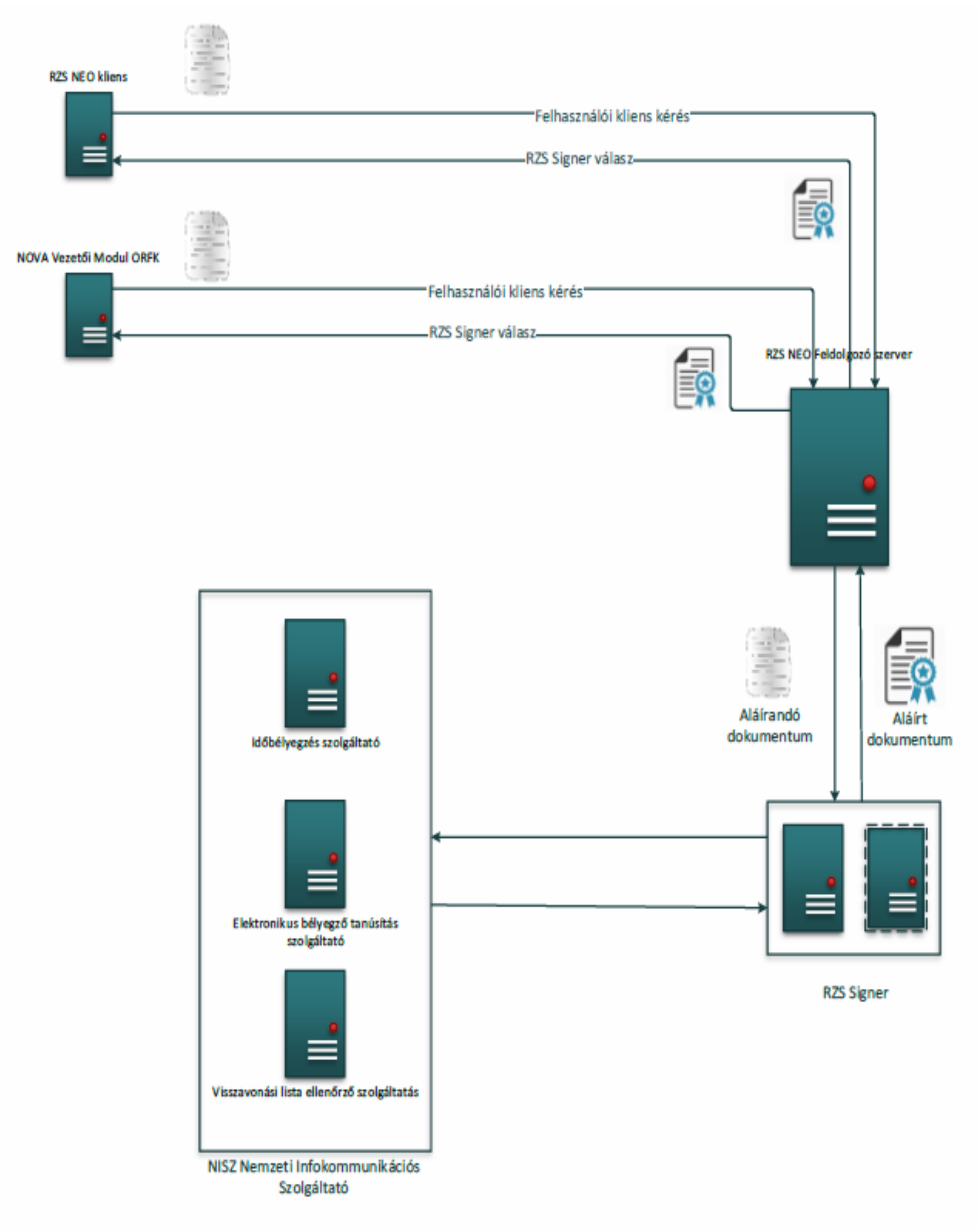 RZS NEO kliens
Felhasználói kliens kérés
RZS Signer válasz
NOVA Vezetői Modul ORFK
Felhasználói kliens kérés
RZS Signer válasz
RZS NEO Feldolgozó szerver
Aláírandó
dokumentum
Aláírt
dokumentum
Időbélyegzés szolgáltató
Elektronikus bélyegző tanúsítás
szolgáltató
Visszavonási lista ellenőrző szolgáltatás
RZS Signer
NISZ Nemzeti Infokommunikációs
Szolgáltató